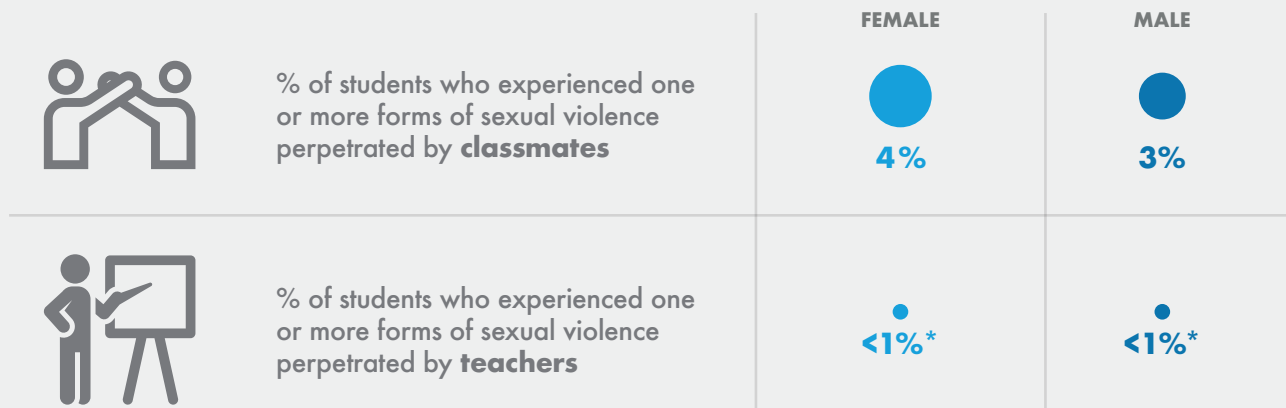 FEMALE
MALE
% of students who experienced one
or more forms of sexual violence
perpetrated by classmates
4%
3%
% of students who experienced one
or more forms of sexual violence
perpetrated by teachers
<1%*
<1%*